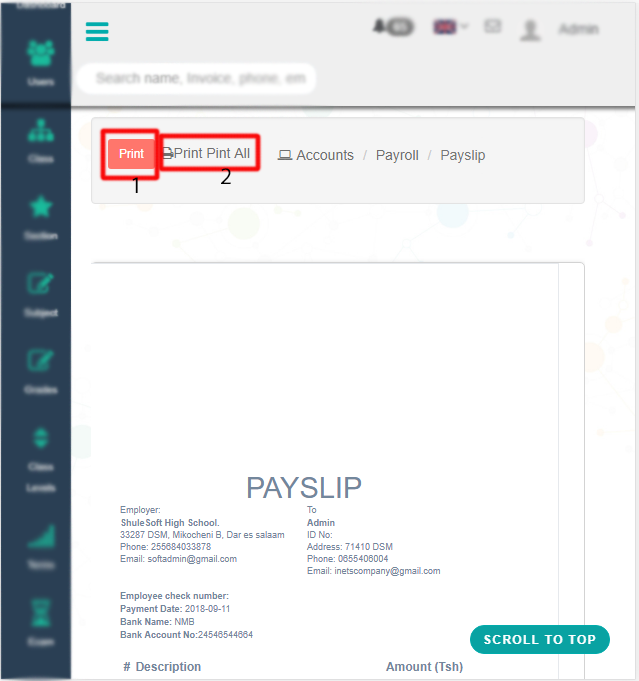 Dashboard
Users
Class
Section
Subject
Grades
Class
Levels
Exam
Admin
Search name, Invoice, phone, em
Print
Print Pint All
Accounts / Payroll / Payslip
1
2
PAYSLIP
Employer:
ShuleSoft High School.
33287 DSM, Mikocheni B, Dar es salaam
Phone: 255684033878
Email: softadmin@gmail.com
To
Admin
ID No:
Address: 71410 DSM
Phone: 0655406004
Email: inetscompany@gmail.com
Employee check number:
Payment Date: 2018-09-11
Bank Name: NMB
Bank Account No:24546544664
SCROLL TO TOP
# Description Amount (Tsh)